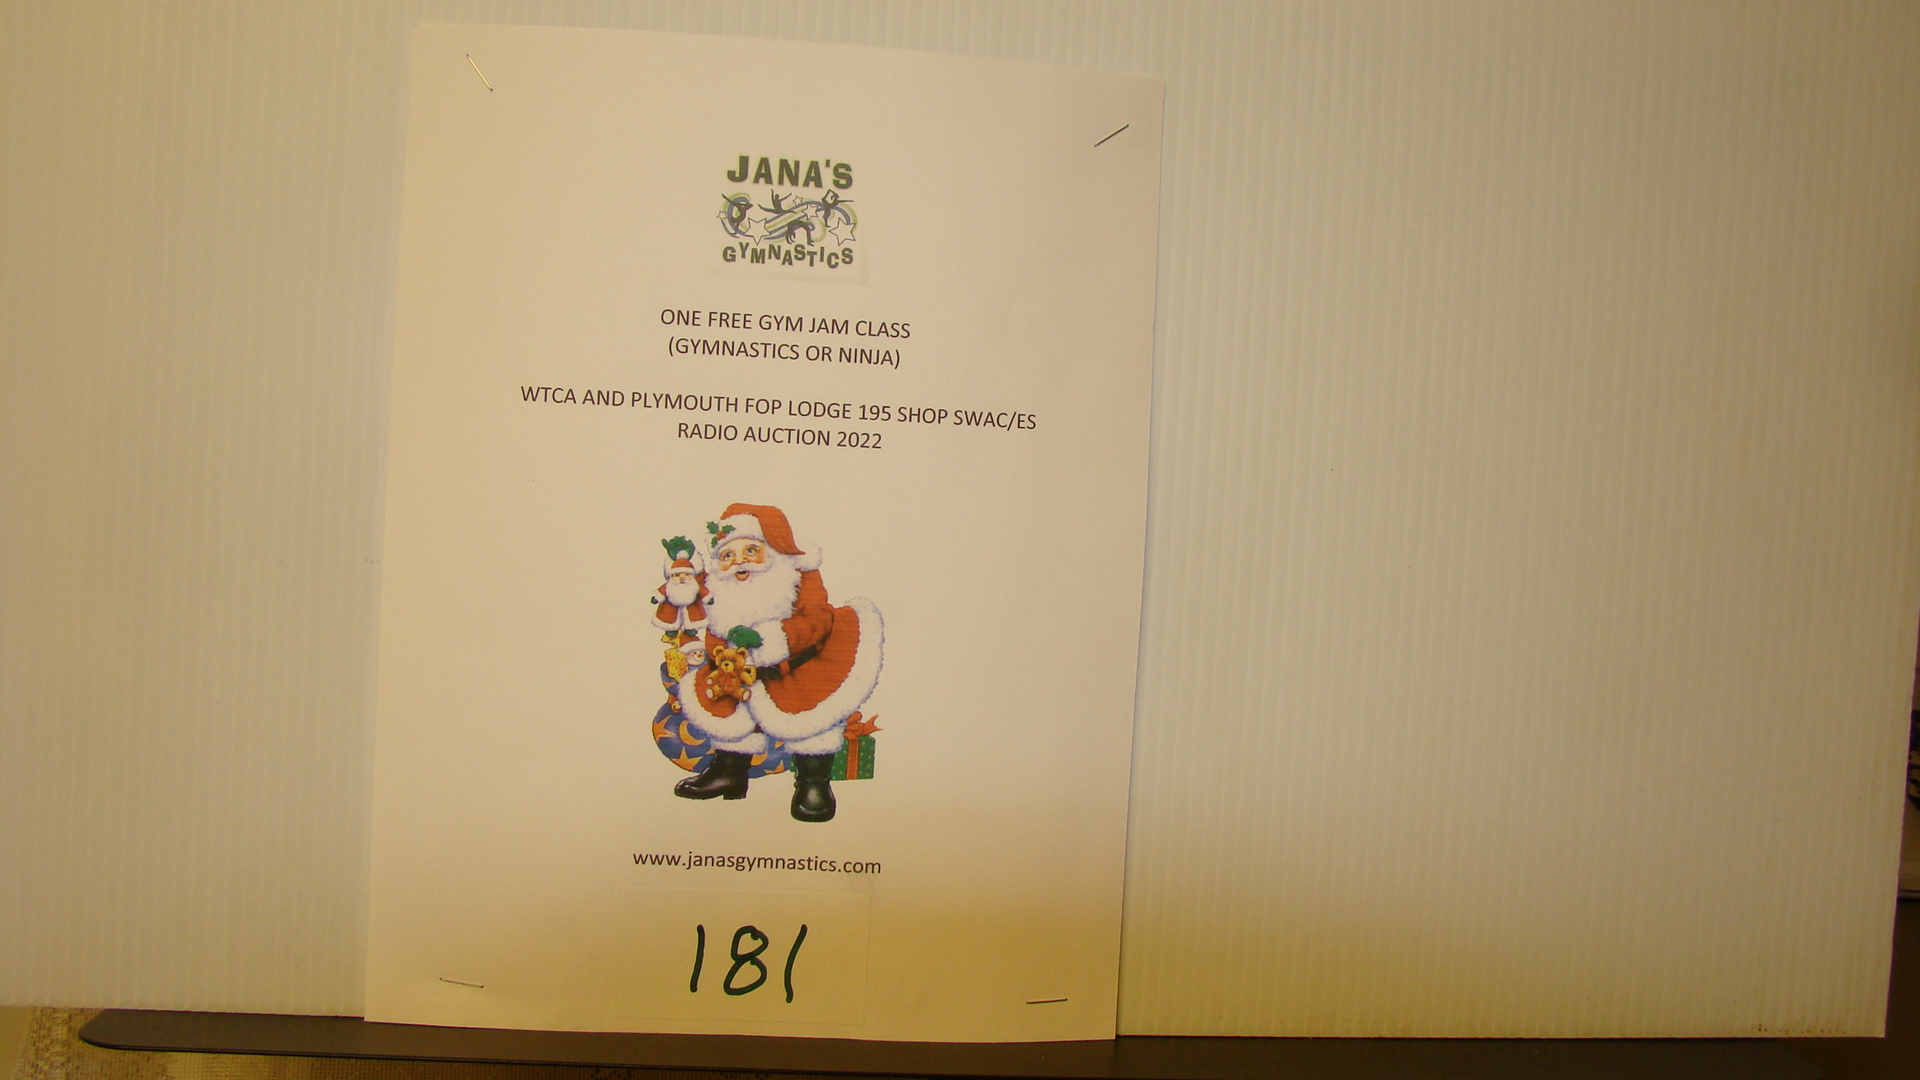 JANA'S
GYMNASTICS
ONE FREE GYM JAM CLASS
(GYMNASTICS OR NINJA)
WTCA AND PLYMOUTH FOP LODGE 195 SHOP SWAC/ES
RADIO AUCTION 2022
www.janasgymnastics.com
181